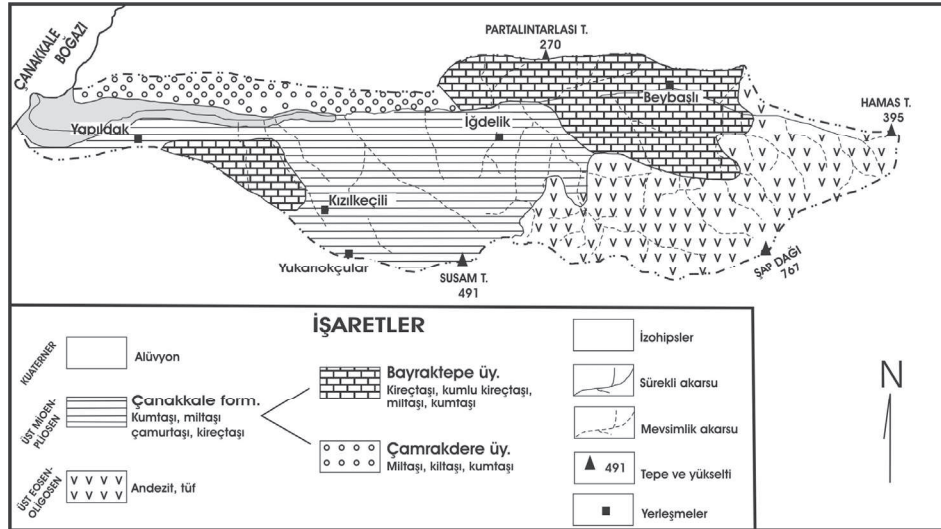 ÇANAKKALE
BOĞAZI
PARTALINTARLASI T.
270
Beybaşlı
HAMAS T.
395
Yapıldak
İğdelik
Kızılkeçili
Yukarıokçular
SUSAM T.
491
ŞAP DAĞI
767
İŞARETLER
KUATERNER
Alüvyon
ÜST MİOEN-
PLİOSEN
Çanakkale form.
Kumtaşı, miltaşı
çamurtaşı, kireçtaşı
ÜST EOSEN-
OLİGOSEN
Andezit, tüf
Bayraktepe üy.
Kireçtaşı, kumlu kireçtaşı,
miltaşı, kumtaşı
Çamrakdere üy.
Miltaşı, kiltaşı, kumtaşı
İzohipsler
Sürekli akarsu
Mevsimlik akarsu
491
Tepe ve yükselti
Yerleşmeler
N